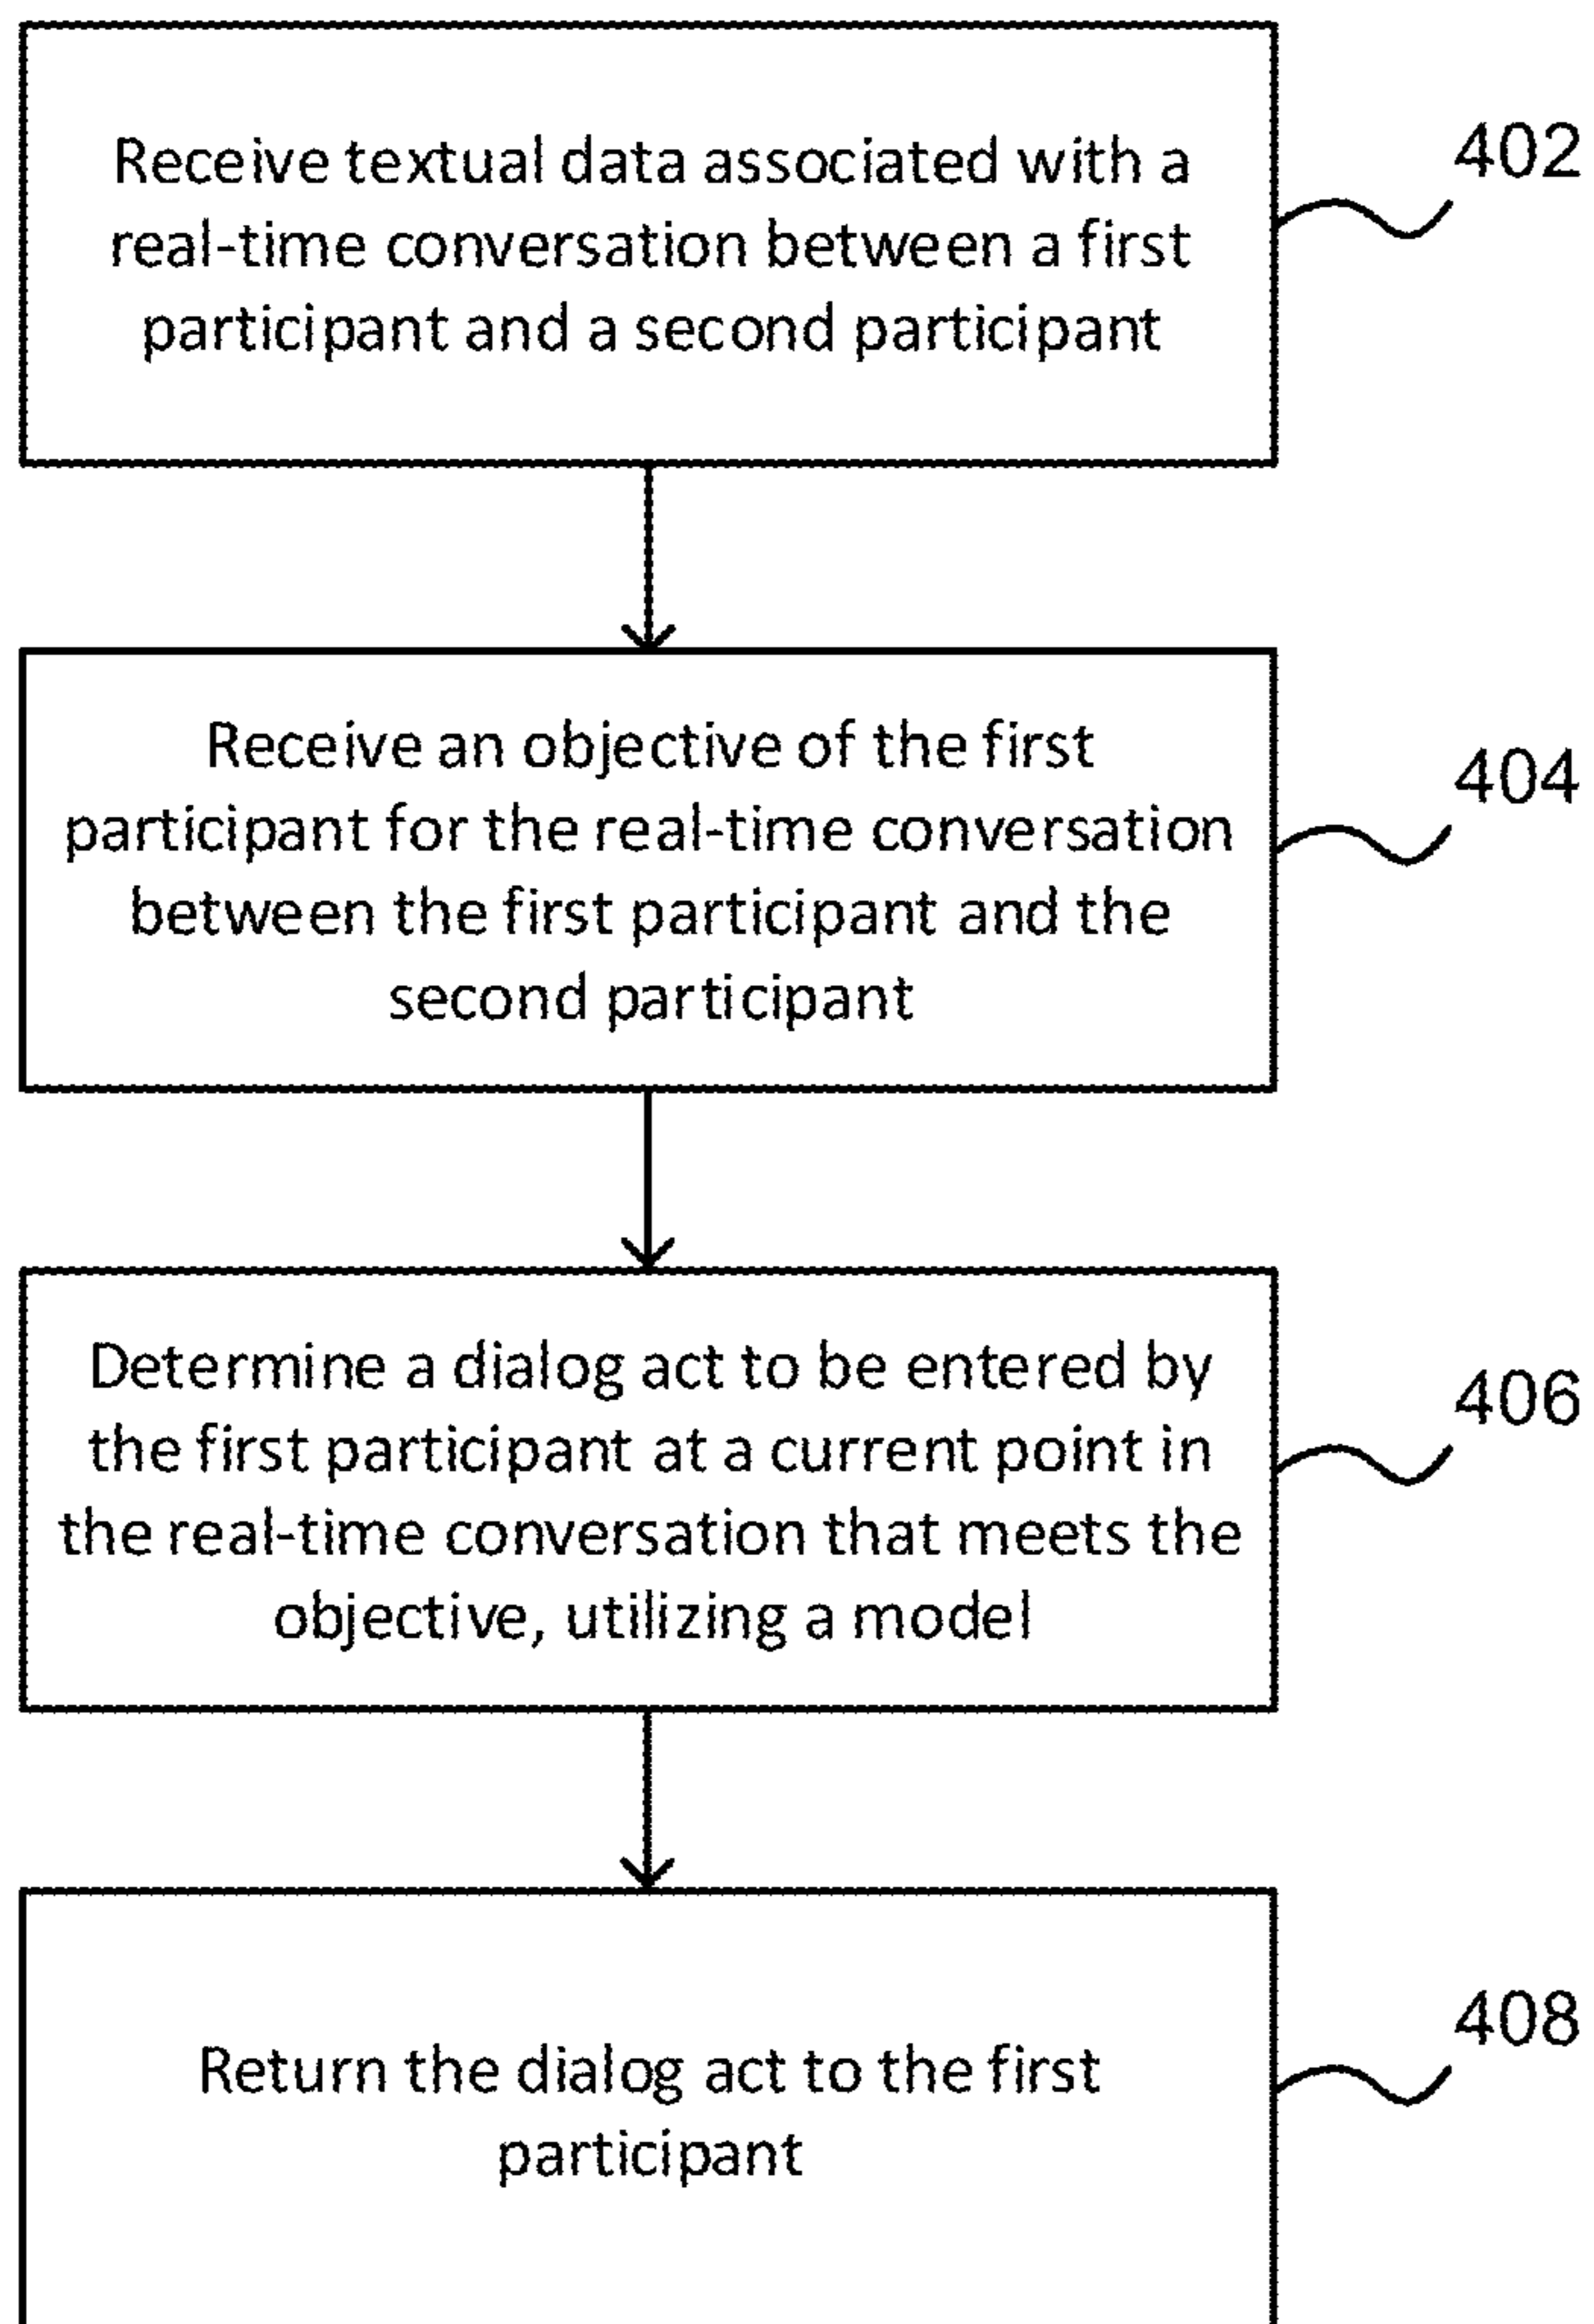 Receive textual data associated with a
real-time conversation between a first
participant and a second participant
402
Receive an objective of the first
participant for the real-time conversation
between the first participant and the
second participant
404
Determine a dialog act to be entered by
the first participant at a current point in
the real-time conversation that meets the
objective, utilizing a model
406
Return the dialog act to the first
participant
408